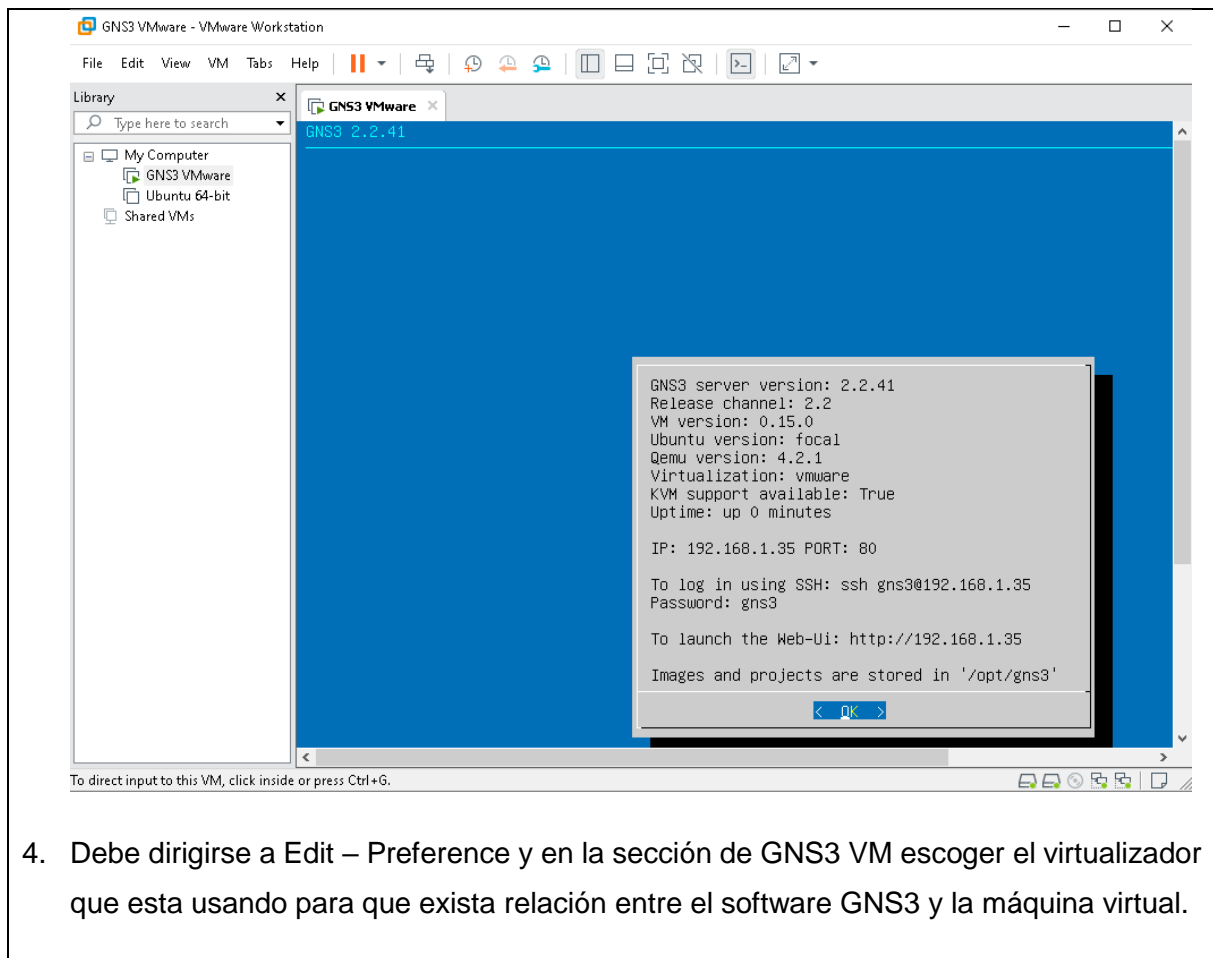 GNS3 VMware - VMware Workstation
File Edit View VM Tabs Help
Library
GNS3 VMware
Type here to search
GNS3 2.2.41
My Computer
GNS3 VMware
Ubuntu 64-bit
Shared VMs
GNS3 server version: 2.2.41
Release channel: 2.2
VM version: 0.15.0
Ubuntu version: focal
Qemu version: 4.2.1
Virtualization: vmware
KVM support available: True
Uptime: up 0 minutes
IP: 192.168.1.35 PORT: 80
To log in using SSH: ssh gns3@192.168.1.35
Password: gns3
To launch the Web-Ui: http://192.168.1.35
Images and projects are stored in '/opt/gns3'
< OK >
To direct input to this VM, click inside or press Ctrl+G.
4. Debe dirigirse a Edit – Preference y en la sección de GNS3 VM escoger el virtualizador
que esta usando para que exista relación entre el software GNS3 y la máquina virtual.